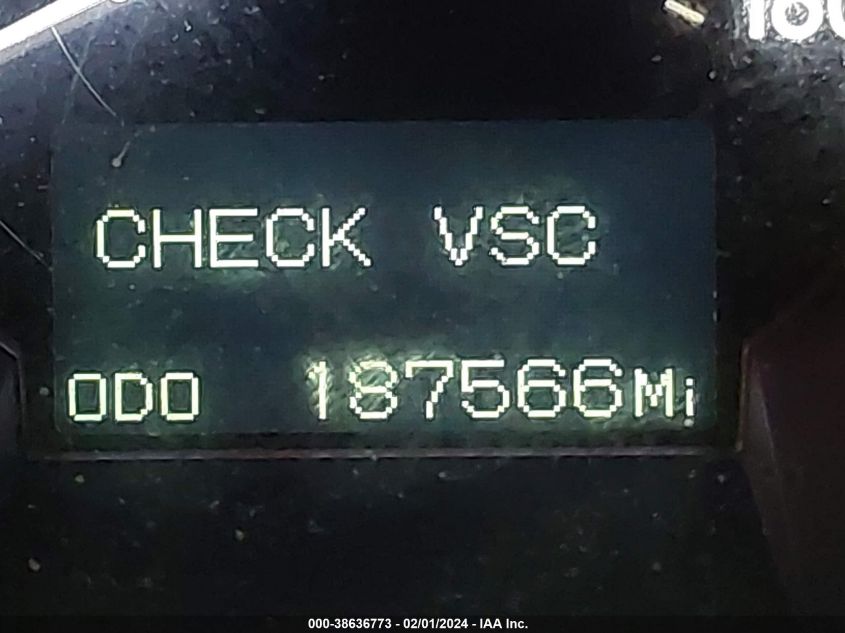 CHECK VSC
ODO 187566Mi
000-38636773 - 02/01/2024 - IAA Inc.